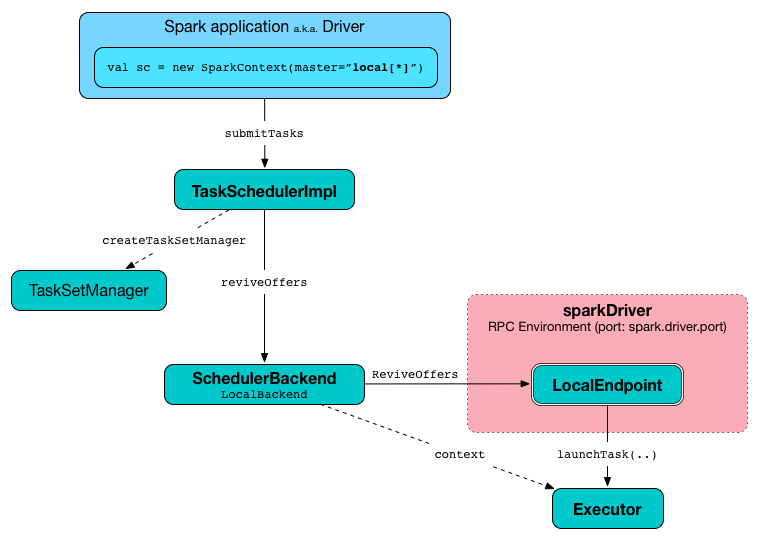 Spark application a.k.a. Driver
val sc = new SparkContext(master=”local[*]”)
submitTasks
TaskSchedulerImpl
createTaskSetManager
TaskSetManager
reviveOffers
sparkDriver
RPC Environment (port: spark.driver.port)
SchedulerBackend
LocalBackend
ReviveOffers
LocalEndpoint
context
launchTask(..)
Executor